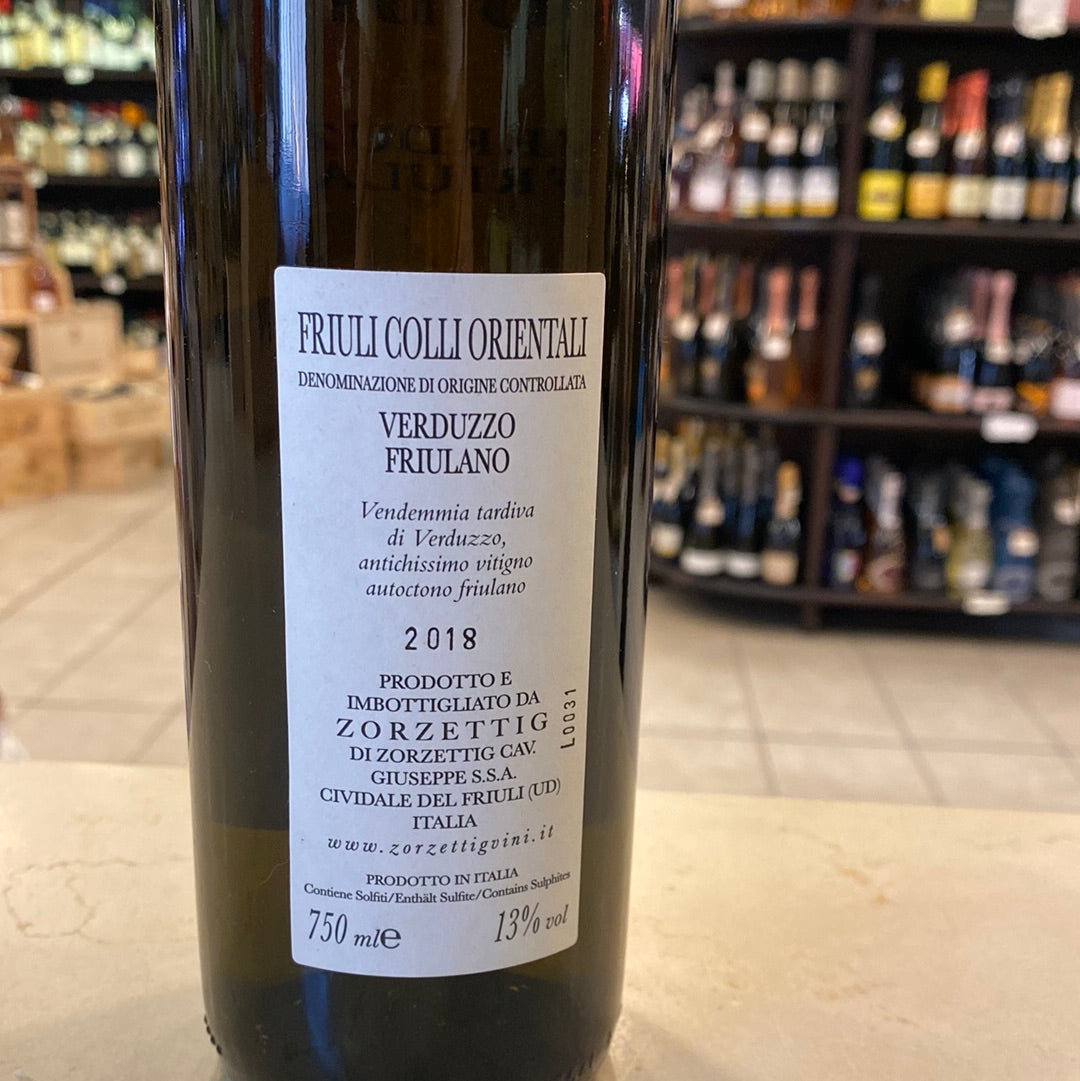 FRIULI COLLI ORIENTALI
DENOMINAZIONE DI ORIGINE CONTROLLATA
VERDUZZO
FRIULANO
Vendemmia tardiva
di Verduzzo,
antichissimo vitigno
autoctono friulano
2018
PRODOTTO E
IMBOTTIGLIATO DA
ZORZETTIG
DI ZORZETTIG CAV.
GIUSEPPE S.S.A.
CIVIDALE DEL FRIULI (UD)
ITALIA
www.zorzettigvini.it
L0031
PRODOTTO IN ITALIA
Contiene Solfiti/Enthält Sulfite/Contains Sulphites
750 ml e 13% vol